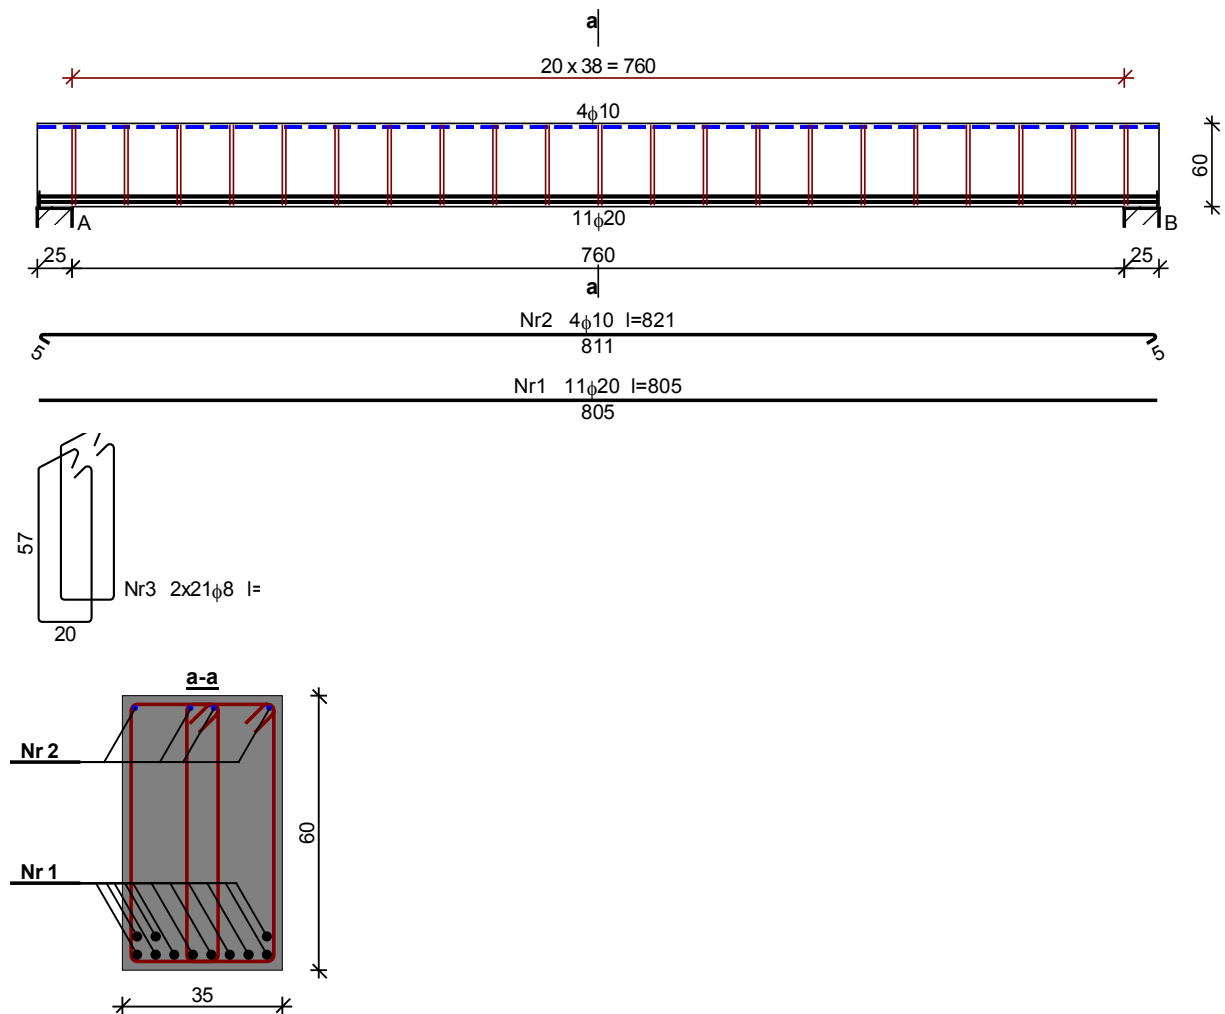 a
20 x 38 = 760
4ϕ10
60
A
11ϕ20
B
25 760 25
a
Nr2 4ϕ10 l=821
5 811 5
Nr1 11ϕ20 l=805
805
57
Nr3 2x21ϕ8 l=
20
a-a
Nr 2
60
Nr 1
35